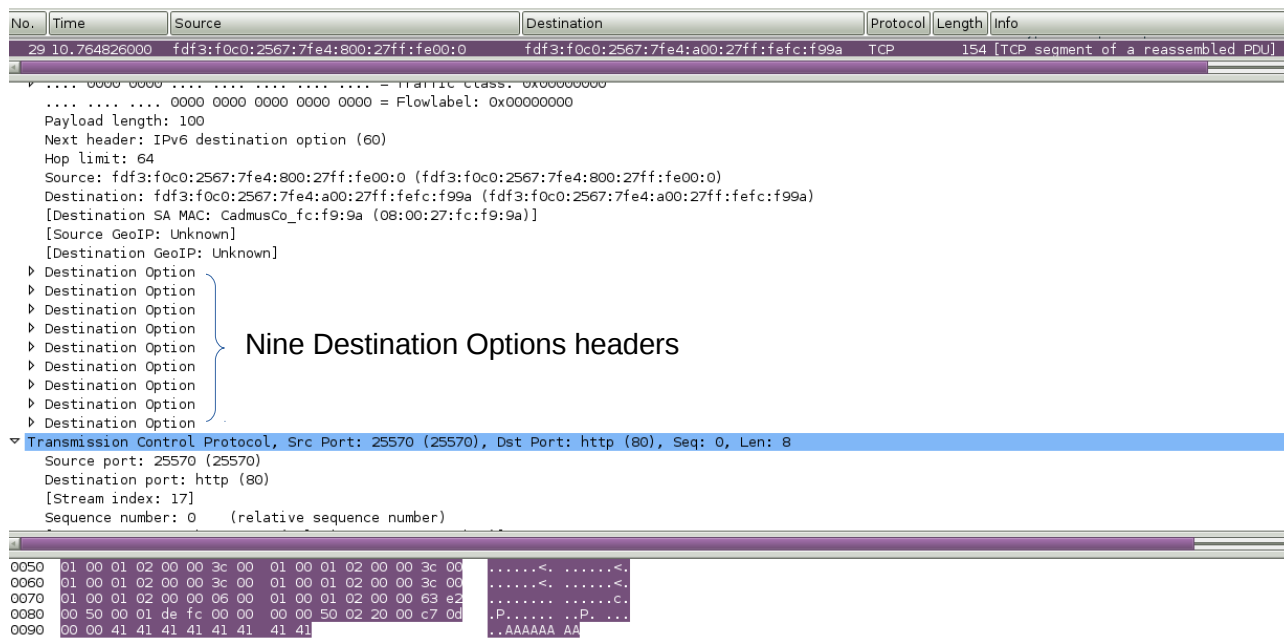 No. Time Source Destination Protocol Length Info
29 10.764826000 fdf3:f0c0:2567:7fe4:800:27ff:fe00:0 fdf3:f0c0:2567:7fe4:a00:27ff:fefc:f99a TCP 154 [TCP segment of a reassembled PDU]
.... 0000 0000 .... .... .... .... .... = Traffic class: 0x00000000
.... .... .... 0000 0000 0000 0000 0000 = Flowlabel: 0x00000000
Payload length: 100
Next header: IPv6 destination option (60)
Hop limit: 64
Source: fdf3:f0c0:2567:7fe4:800:27ff:fe00:0 (fdf3:f0c0:2567:7fe4:800:27ff:fe00:0)
Destination: fdf3:f0c0:2567:7fe4:a00:27ff:fefc:f99a (fdf3:f0c0:2567:7fe4:a00:27ff:fefc:f99a)
[Destination SA MAC: CadmusCo_fc:f9:9a (08:00:27:fc:f9:9a)]
[Source GeoIP: Unknown]
[Destination GeoIP: Unknown]
Destination Option
Destination Option
Destination Option
Destination Option
Destination Option
Nine Destination Options headers
Destination Option
Destination Option
Destination Option
Destination Option
Transmission Control Protocol, Src Port: 25570 (25570), Dst Port: http (80), Seq: 0, Len: 8
Source port: 25570 (25570)
Destination port: http (80)
[Stream index: 17]
Sequence number: 0 (relative sequence number)
0050 01 00 01 02 00 00 3c 00 01 00 01 02 00 00 3c 00 ......<. ......<.
0060 01 00 01 02 00 00 3c 00 01 00 01 02 00 00 3c 00 ......<. ......<.
0070 01 00 01 02 00 00 06 00 01 00 01 02 00 00 63 e2 ........ ......c.
0080 00 50 00 01 de fc 00 00 00 00 50 02 20 00 c7 0d .P...... ..P. ...
0090 00 00 41 41 41 41 41 41 41 41 ..AAAAAA AA